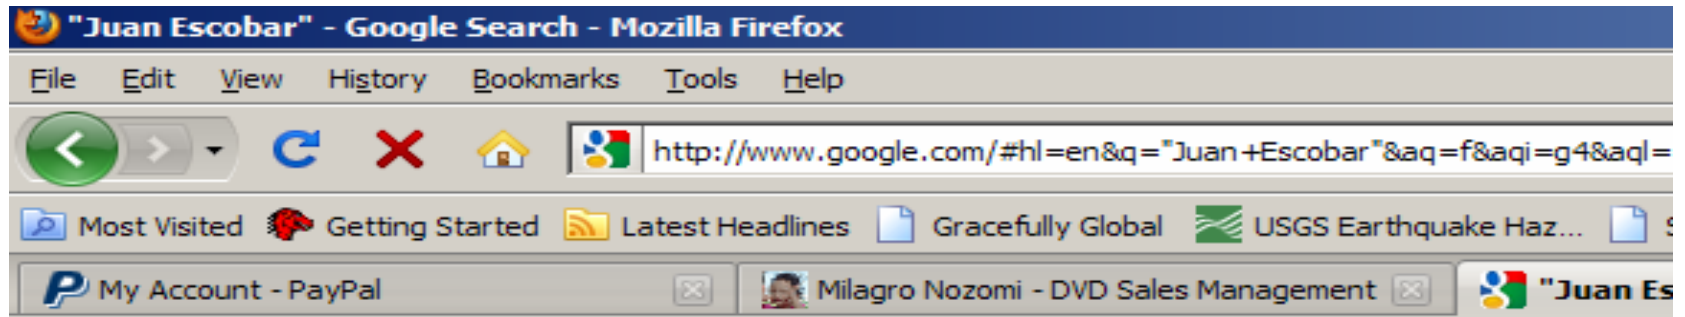 "Juan Escobar" - Google Search - Mozilla Firefox
File Edit View History Bookmarks Tools Help
http://www.google.com/#hl=en&q="Juan+Escobar"&aq=f&aqi=g4&aql=
Most Visited Getting Started Latest Headlines Gracefully Global USGS Earthquake Haz...
My Account - PayPal Milagro Nozomi - DVD Sales Management "Juan Es